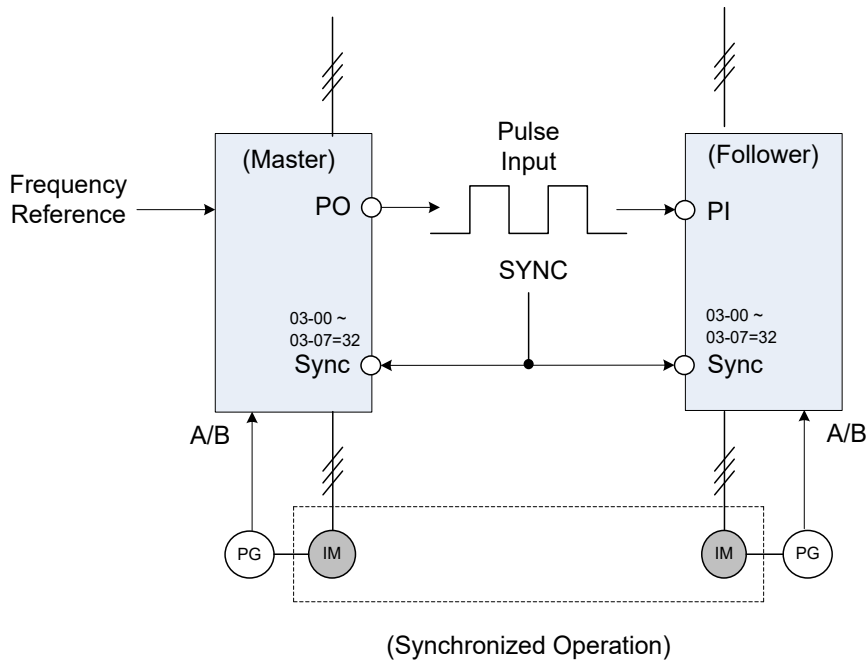 (Master)
Pulse
Input
(Follower)
Frequency
Reference
PO
PI
SYNC
03-00 ~
03-07=32
Sync
03-00 ~
03-07=32
Sync
A/B
A/B
PG
IM
IM
PG
(Synchronized Operation)